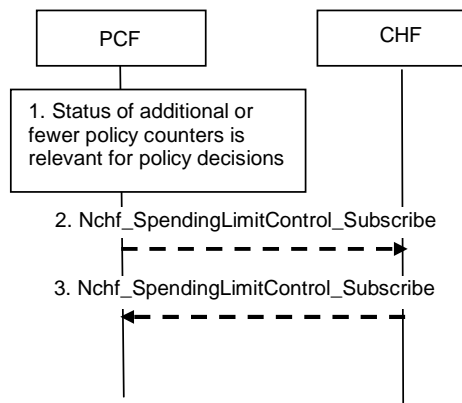 PCF
CHF
1. Status of additional or
fewer policy counters is
relevant for policy decisions
2. Nchf_SpendingLimitControl_Subscribe
3. Nchf_SpendingLimitControl_Subscribe